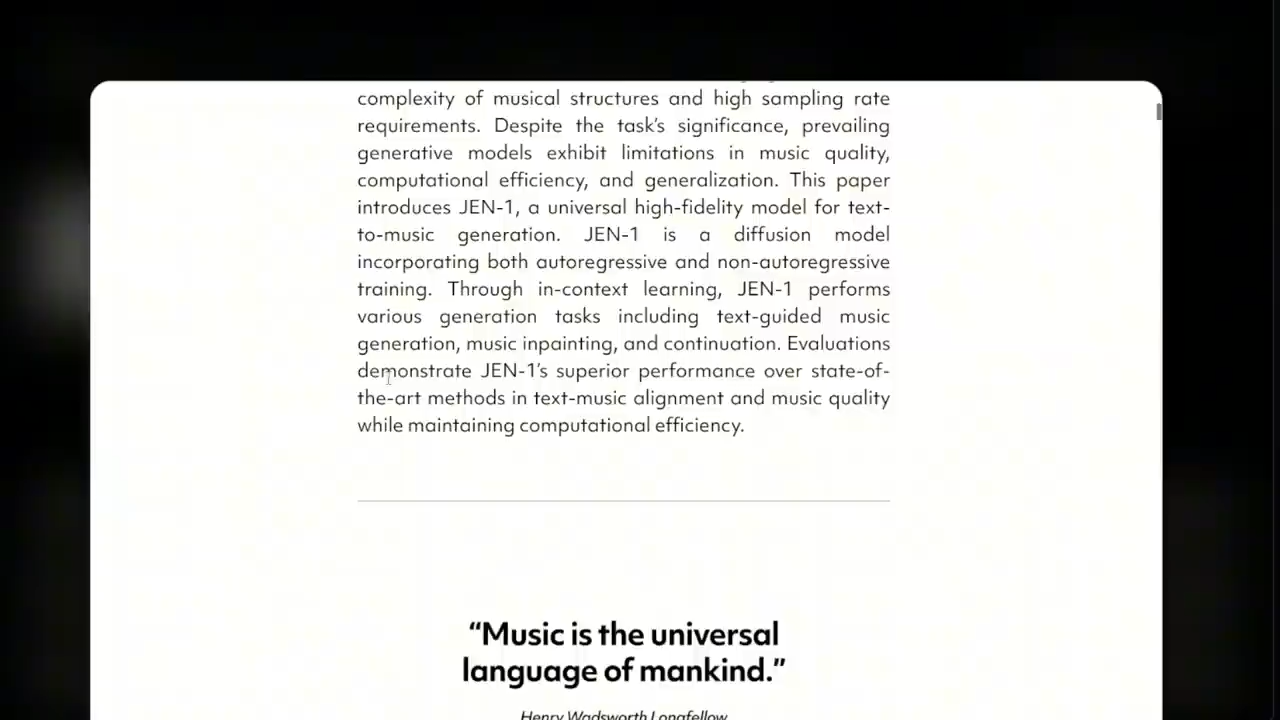 complexity of musical structures and high sampling rate
requirements. Despite the task's significance, prevailing
generative models exhibit limitations in music quality,
computational efficiency, and generalization. This paper
introduces JEN-1, a universal high-fidelity model for text-
to-music generation. JEN-1 is a diffusion model
incorporating both autoregressive and non-autoregressive
training. Through in-context learning, JEN-1 performs
various generation tasks including text-guided music
generation, music inpainting, and continuation. Evaluations
demonstrate JEN-1's superior performance over state-of-
the-art methods in text-music alignment and music quality
while maintaining computational efficiency.
“Music is the universal
language of mankind.”
Henry Wadsworth Longfellow